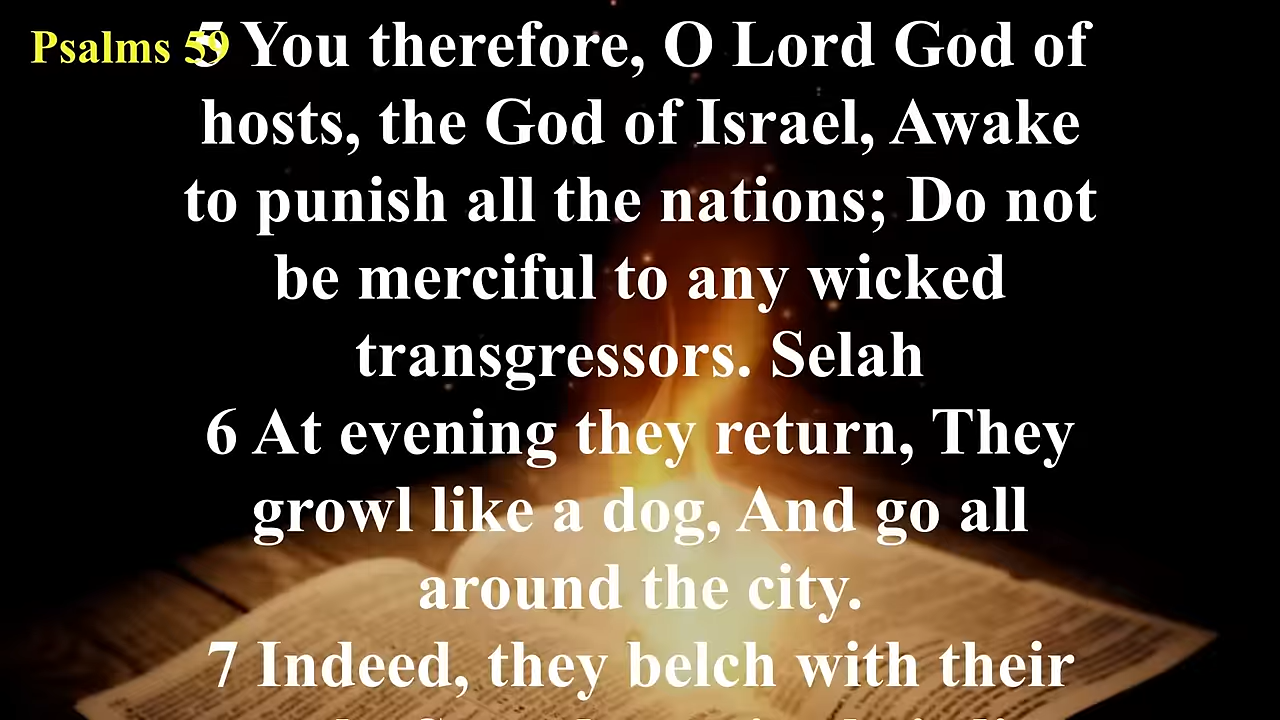 Psalms 59
5 You therefore, O Lord God of
hosts, the God of Israel, Awake
to punish all the nations; Do not
be merciful to any wicked
transgressors. Selah
6 At evening they return, They
growl like a dog, And go all
around the city.
7 Indeed, they belch with their